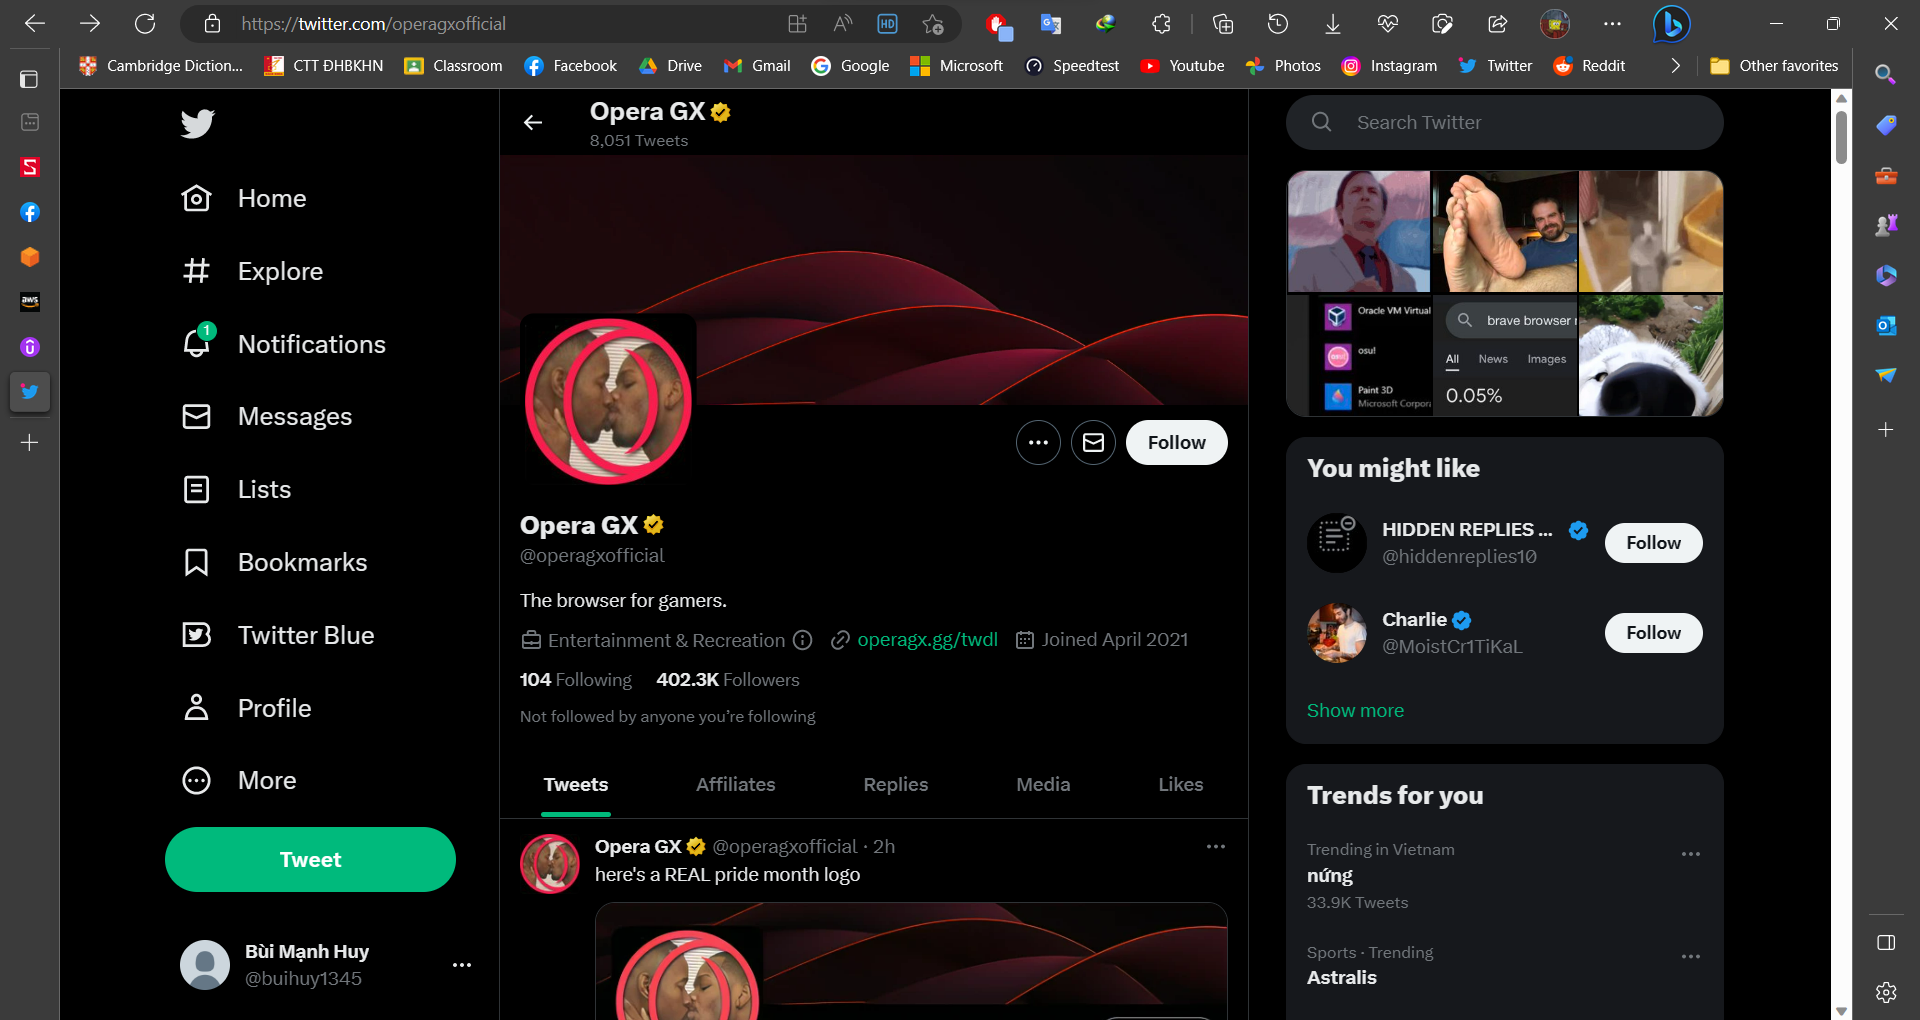 https://twitter.com/operagxofficial
HD
Cambridge Diction...
CTT ĐHBKHN
Classroom
Facebook
Drive
Gmail
Google
Microsoft
Speedtest
Youtube
Photos
Instagram
Twitter
Reddit
Other favorites
aws
Home
Explore
1
Notifications
Messages
Lists
Bookmarks
Twitter Blue
Profile
More
Tweet
Bùi Mạnh Huy
@buihuy1345
Opera GX
8,051 Tweets
Follow
Opera GX
@operagxofficial
The browser for gamers.
Entertainment & Recreation
operagx.gg/twdl
Joined April 2021
104 Following
402.3K Followers
Not followed by anyone you’re following
Tweets
Affiliates
Replies
Media
Likes
Opera GX @operagxofficial · 2h
here's a REAL pride month logo
Search Twitter
Oracle VM Virtual
osu!
Paint 3D
Microsoft Corpor
brave browser
All
News
Images
0.05%
You might like
HIDDEN REPLIES ...
@hiddenreplies10
Follow
Charlie
@MoistCr1TiKaL
Follow
Show more
Trends for you
Trending in Vietnam
nứng
33.9K Tweets
Sports · Trending
Astralis